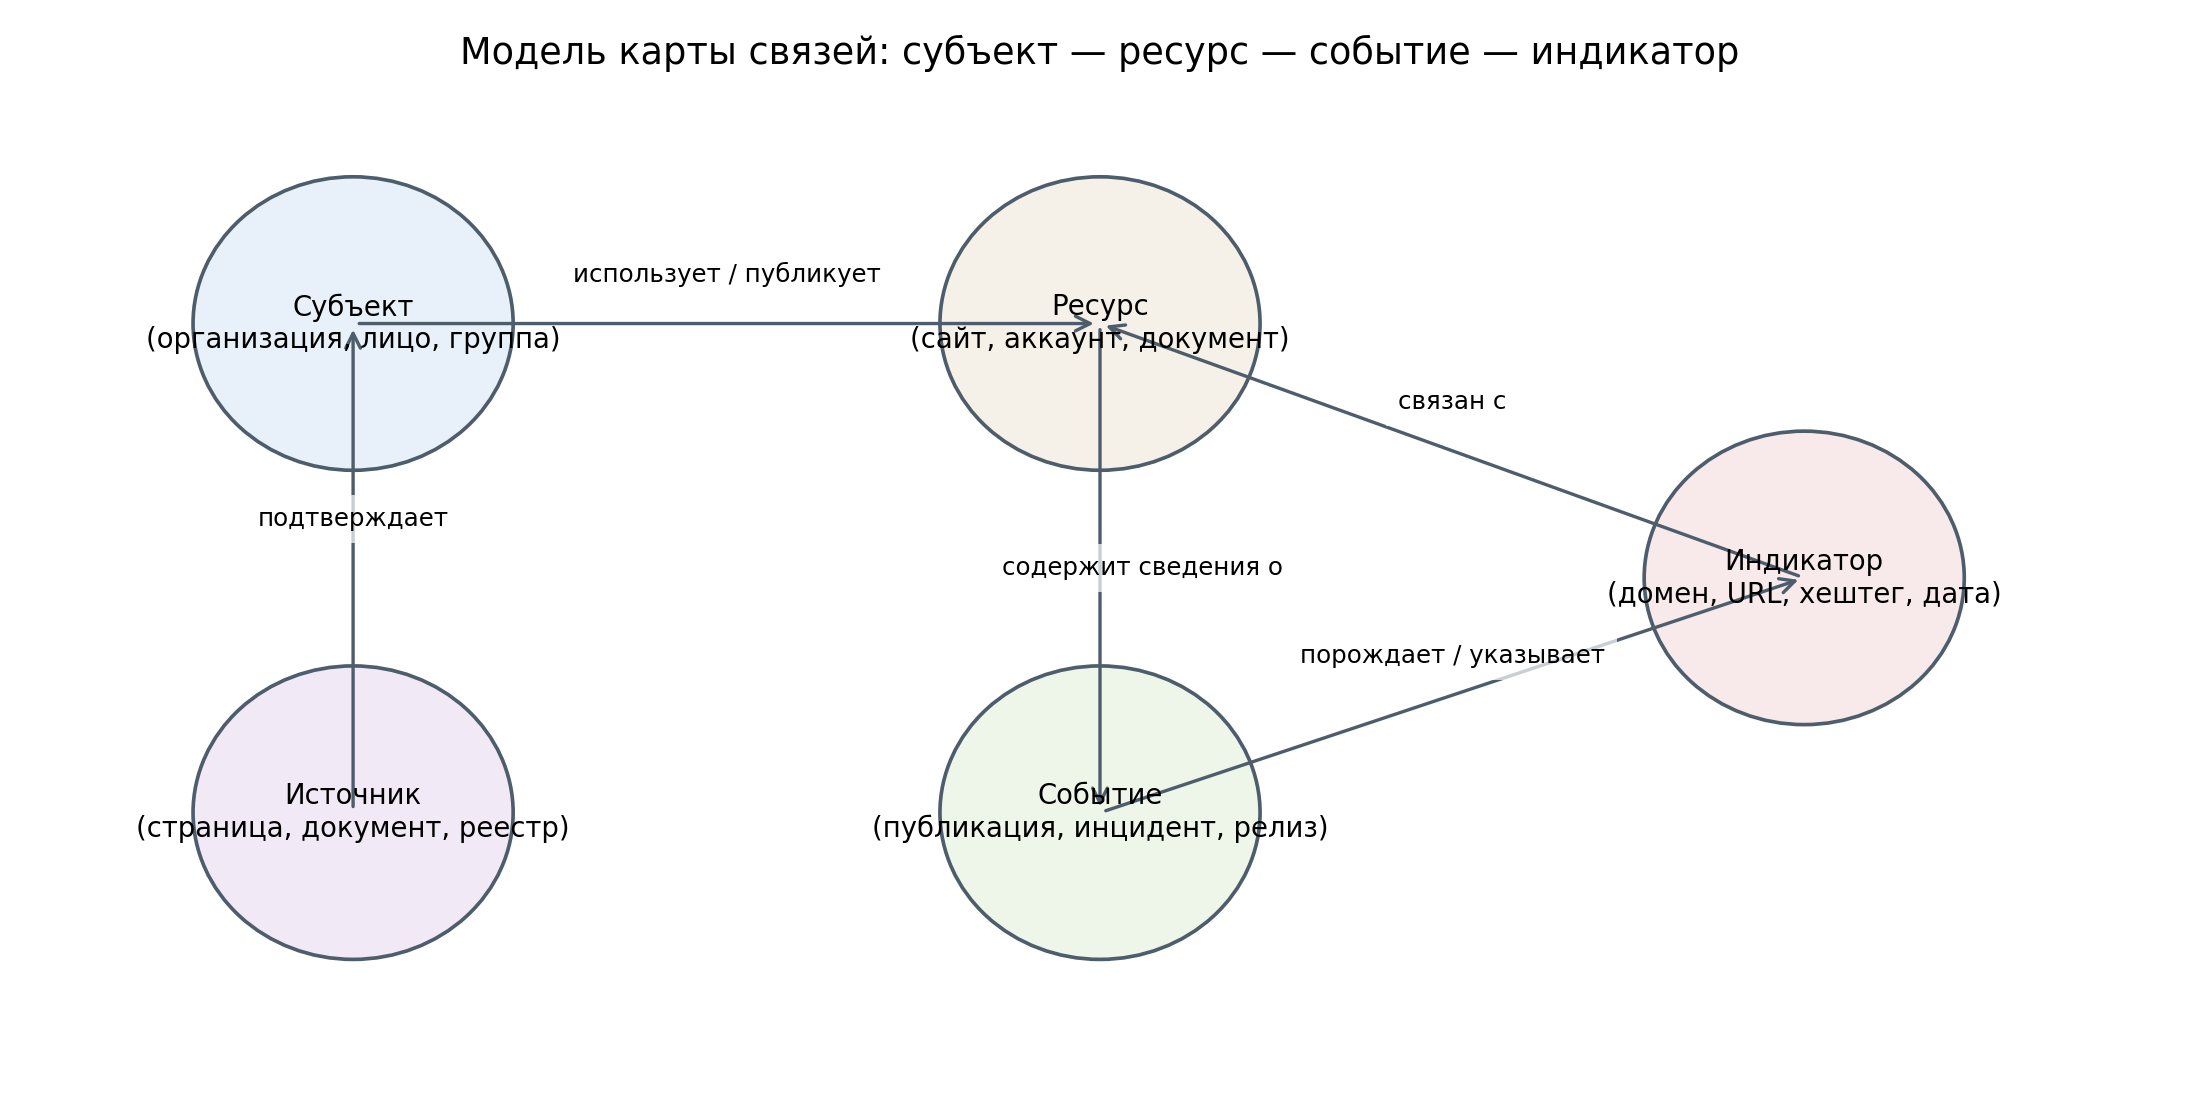 Модель карты связей: субъект — ресурс — событие — индикатор
использует / публикует
Субъект
(организация, лицо, группа)
Ресурс
(сайт, аккаунт, документ)
связан с
подтверждает
содержит сведения о
Индикатор
(домен, URL, хештег, дата)
порождает / указывает
Источник
(страница, документ, реестр)
Событие
(публикация, инцидент, релиз)